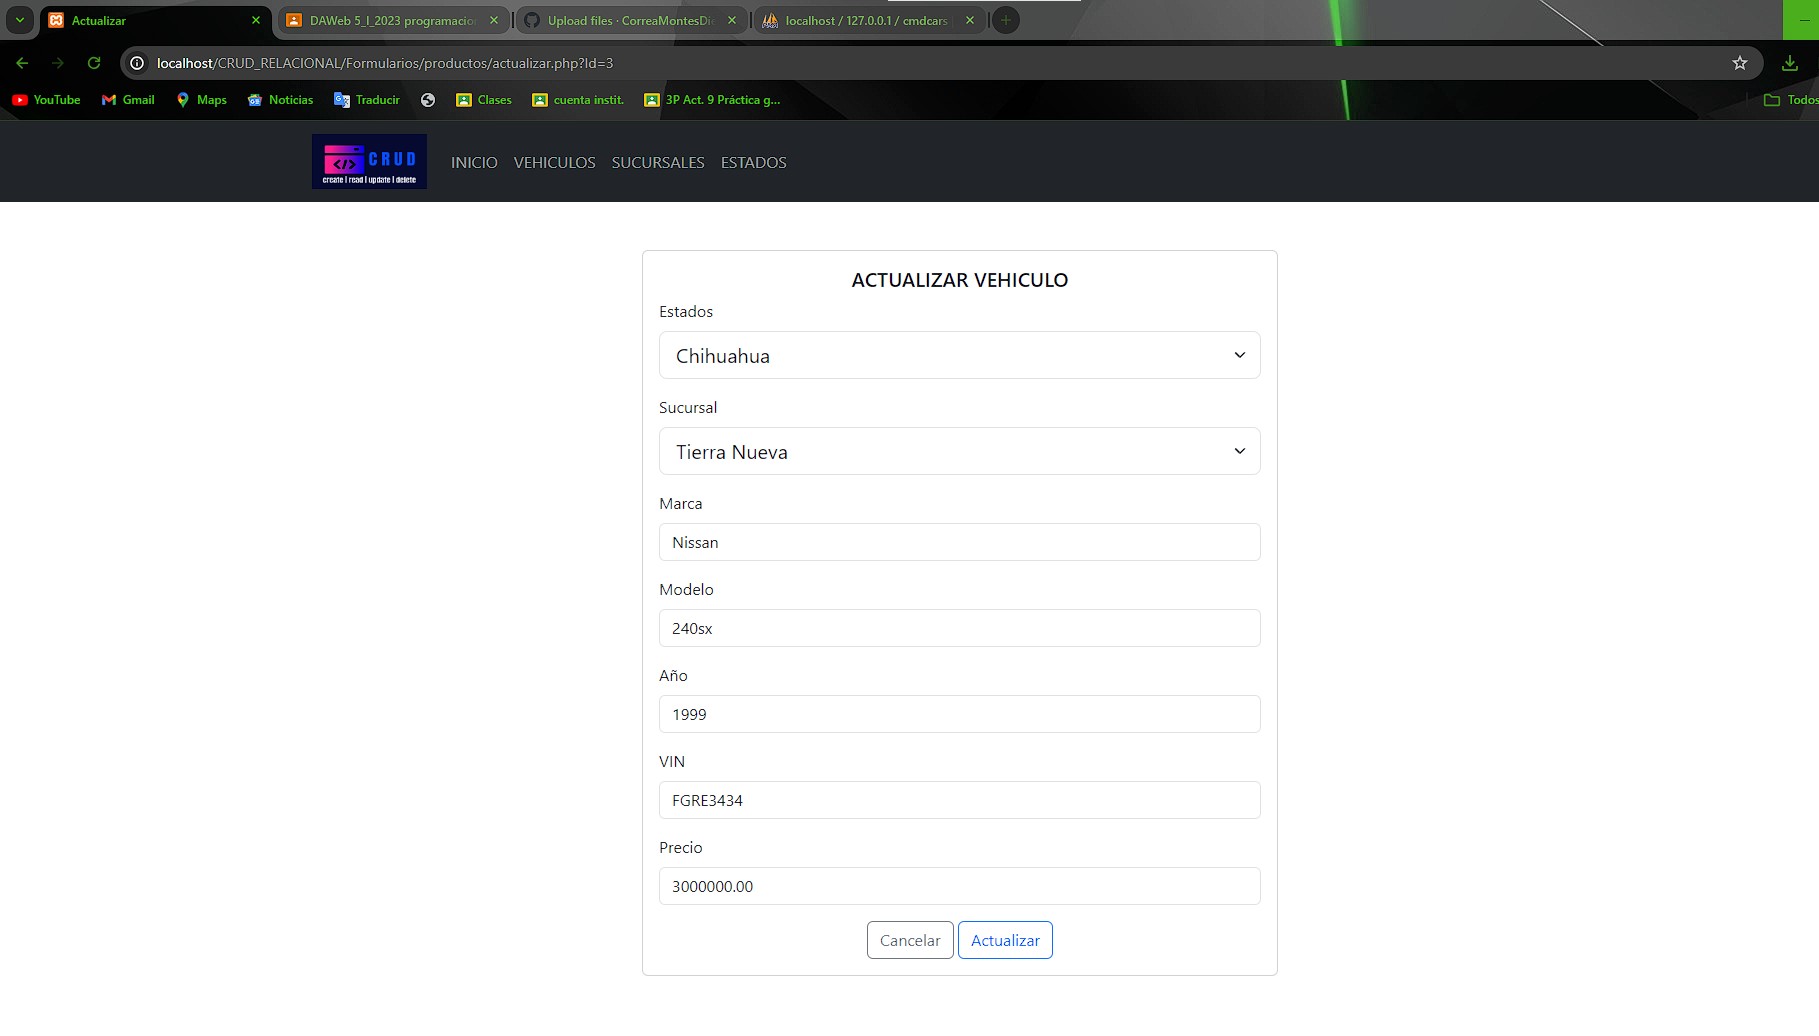 Actualizar
DAWeb 5_I_2023 programacio
Upload files · CorreaMontesDie
localhost / 127.0.0.1 / cmdcars
localhost/CRUD_RELACIONAL/Formularios/productos/actualizar.php?Id=3
YouTube Gmail Maps Noticias Traducir Clases cuenta instit. 3P Act. 9 Práctica g... Todos
</> CRUD
create | read | update | delete
INICIO VEHICULOS SUCURSALES ESTADOS
ACTUALIZAR VEHICULO
Estados
Chihuahua
Sucursal
Tierra Nueva
Marca
Nissan
Modelo
240sx
Año
1999
VIN
FGRE3434
Precio
3000000.00
Cancelar Actualizar